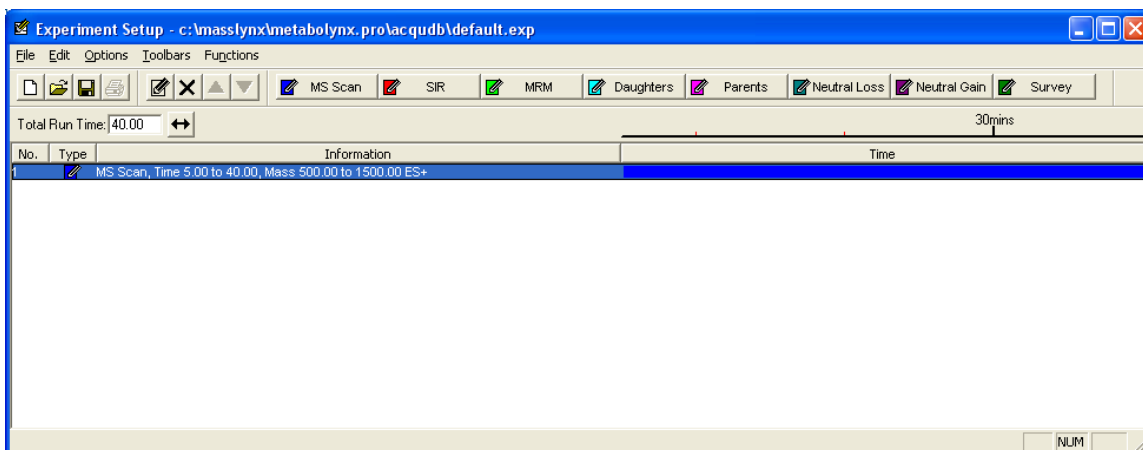 Experiment Setup - c:\masslynx\metabolynx.pro\acqudb\default.exp
File Edit Options Toolbars Functions
MS Scan SIR MRM Daughters Parents Neutral Loss Neutral Gain Survey
Total Run Time: 40.00 30mins
No. Type Information Time
1 MS Scan, Time 5.00 to 40.00, Mass 500.00 to 1500.00 ES+
NUM